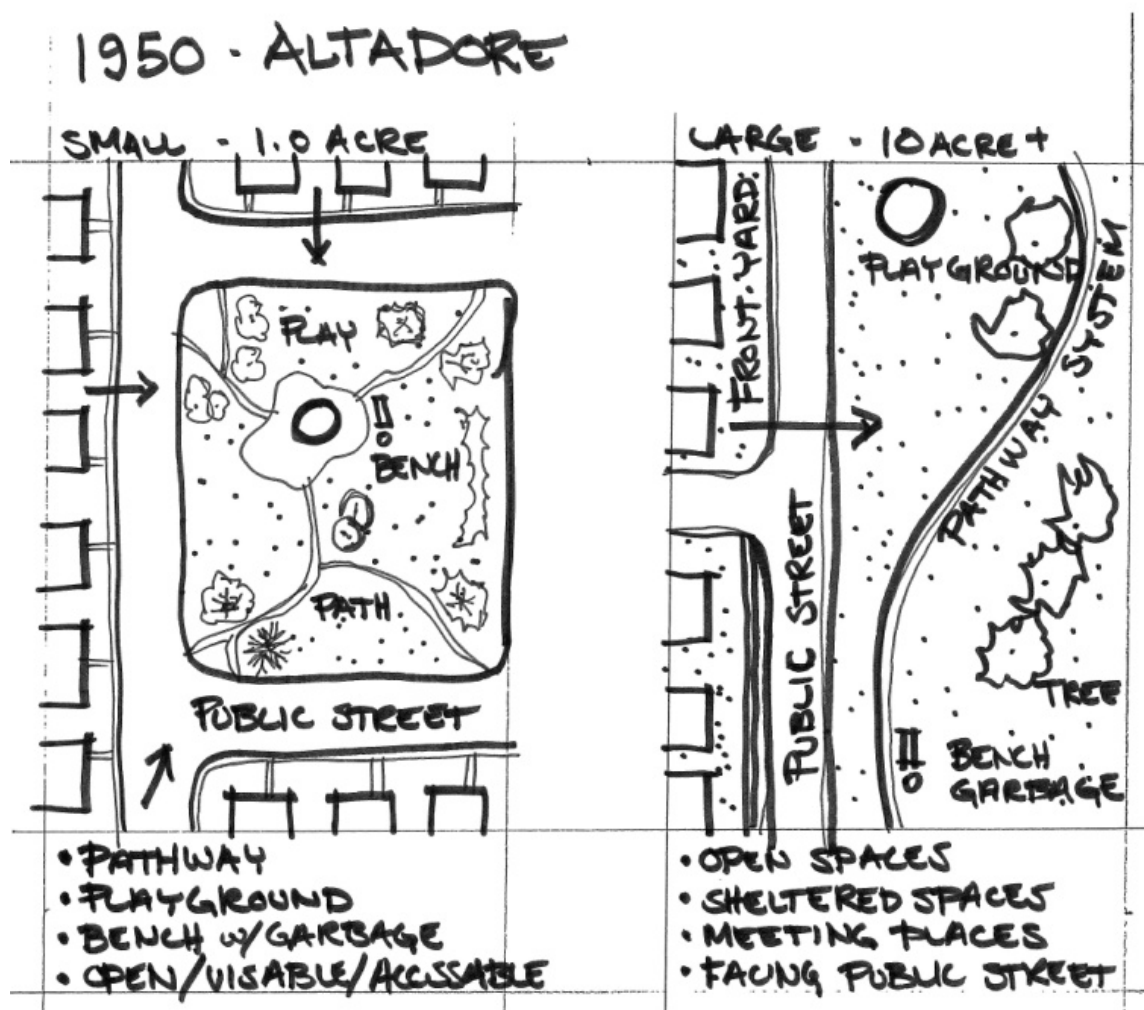 1950 - ALTADORE
SMALL - 1.0 ACRE
PLAY
BENCH
PATH
PUBLIC STREET
• PATHWAY
• PLAYGROUND
• BENCH W/GARBAGE
• OPEN/VISABLE/ACCESSABLE
LARGE - 10 ACRE +
FRONT YARD
PLAYGROUND
PATHWAY SYSTEM
PUBLIC STREET
TREE
BENCH
GARBAGE
• OPEN SPACES
• SHELTERED SPACES
• MEETING PLACES
• FACING PUBLIC STREET